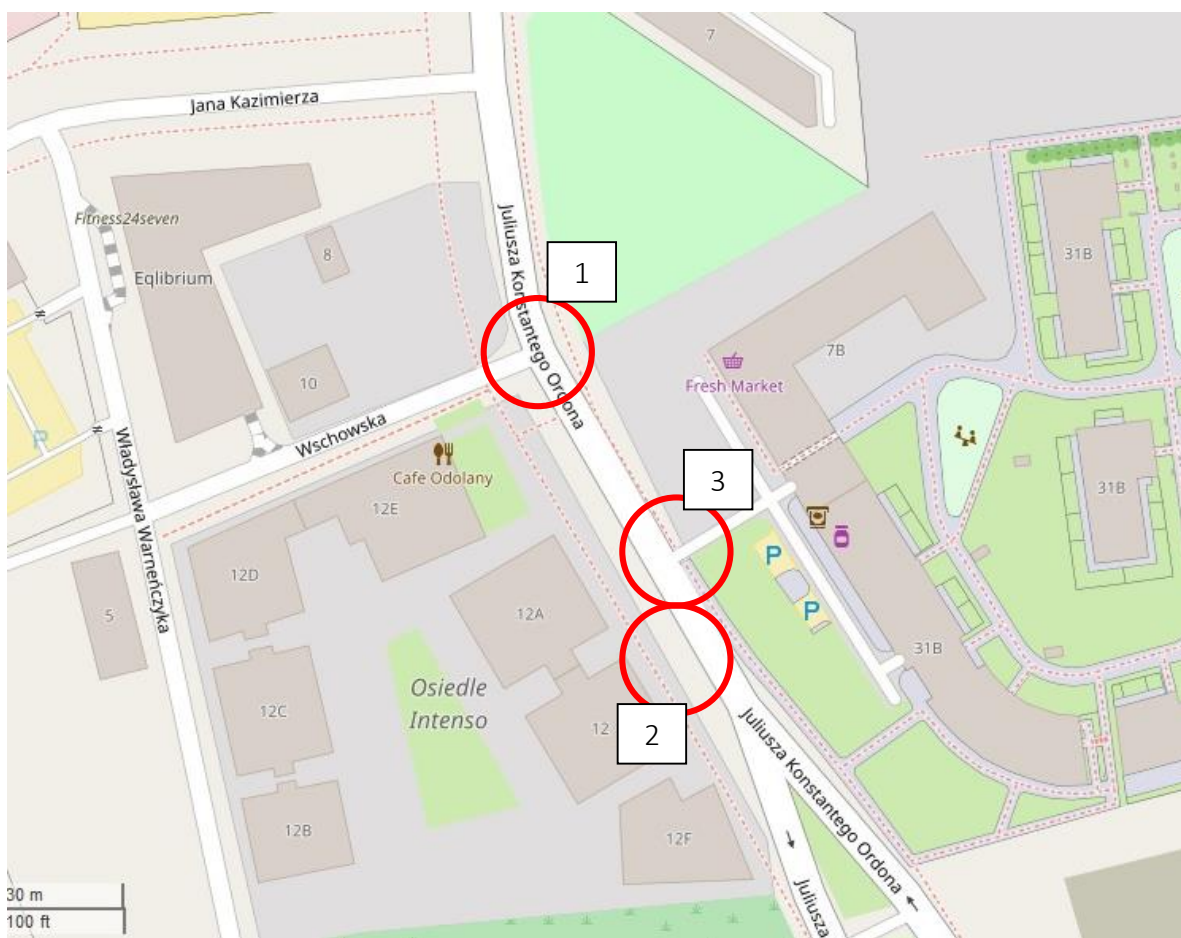 7
Jana Kazimierza
Fitness24seven
Eqlibrium
8
Juliusza Konstantego Ordona
1
31B
7B
Fresh Market
10
Wschowska
P
Władysława Warneńczyka
Cafe Odolany
12E
3
31B
12D
P
P
5
12A
31B
Osiedle
Intenso
12C
12
2
Juliusza Konstantego Ordona
12B
12F
Juliusza
30 m
100 ft